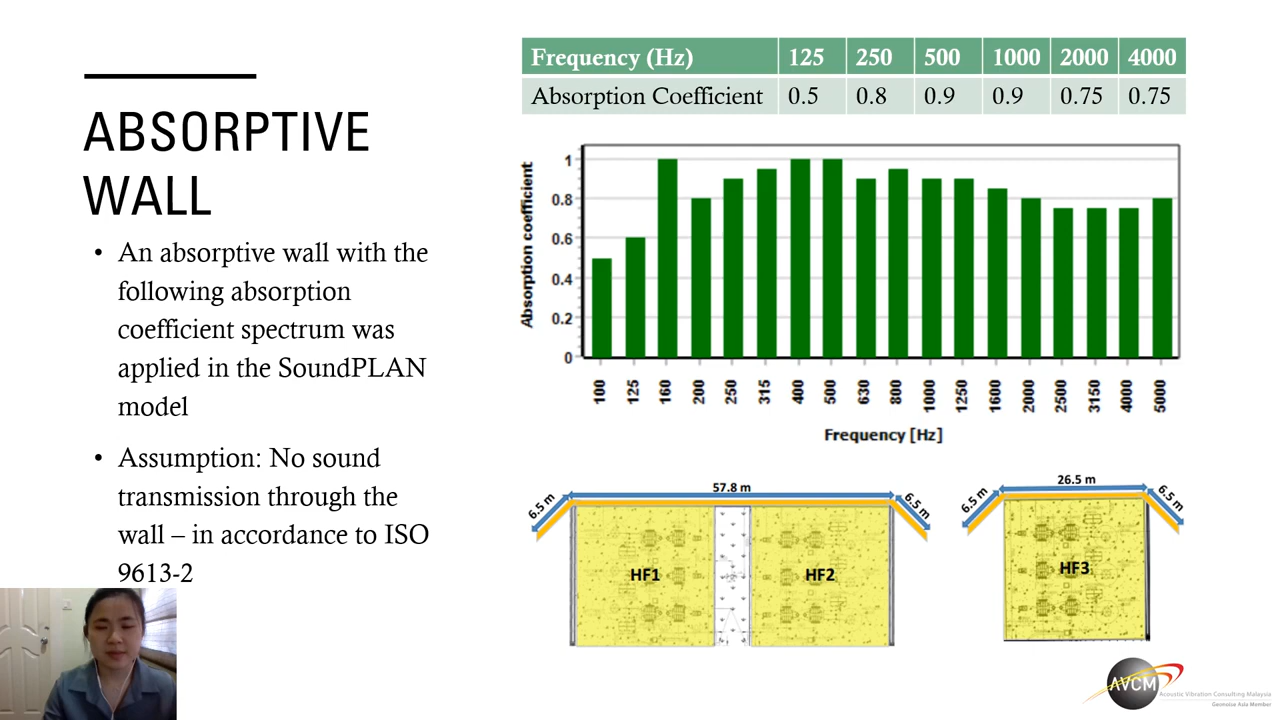 ABSORPTIVE
WALL
• An absorptive wall with the
following absorption
coefficient spectrum was
applied in the SoundPLAN
model
• Assumption: No sound
transmission through the
wall – in accordance to ISO
9613-2
Frequency (Hz) 125 250 500 1000 2000 4000
Absorption Coefficient 0.5 0.8 0.9 0.9 0.75 0.75
Absorption coefficient
1
0.8
0.6
0.4
0.2
0
100 125 160 200 250 315 400 500 630 800 1000 1250 1600 2000 2500 3150 4000 5000
Frequency [Hz]
6.5 m 57.8 m 6.5 m
HF1 HF2
6.5 m 26.5 m 6.5 m
HF3
AVCM
Acoustic Vibration Consulting Malaysia
Geonoise Asia Member